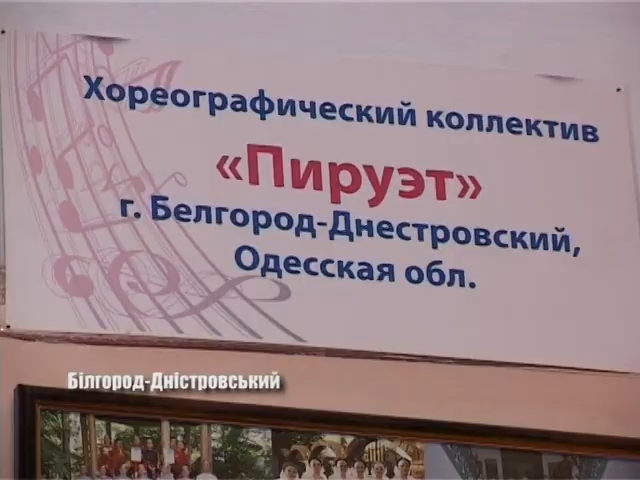 Хореографический коллектив
«Пируэт»
г. Белгород-Днестровский,
Одесская обл.
Білгород-Дністровський